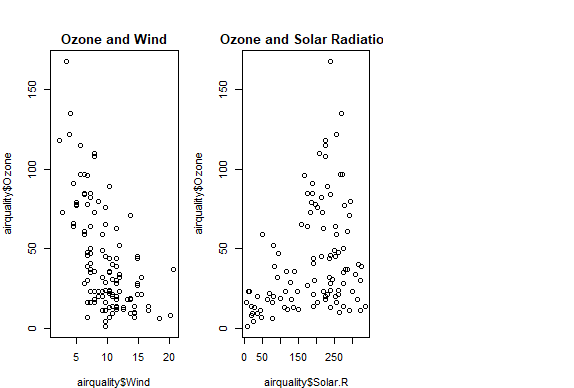 Ozone and Wind
airquality$Ozone
0 50 100 150
5 10 15 20
airquality$Wind
Ozone and Solar Radiatio
airquality$Ozone
0 50 100 150
0 50 150 250
airquality$Solar.R